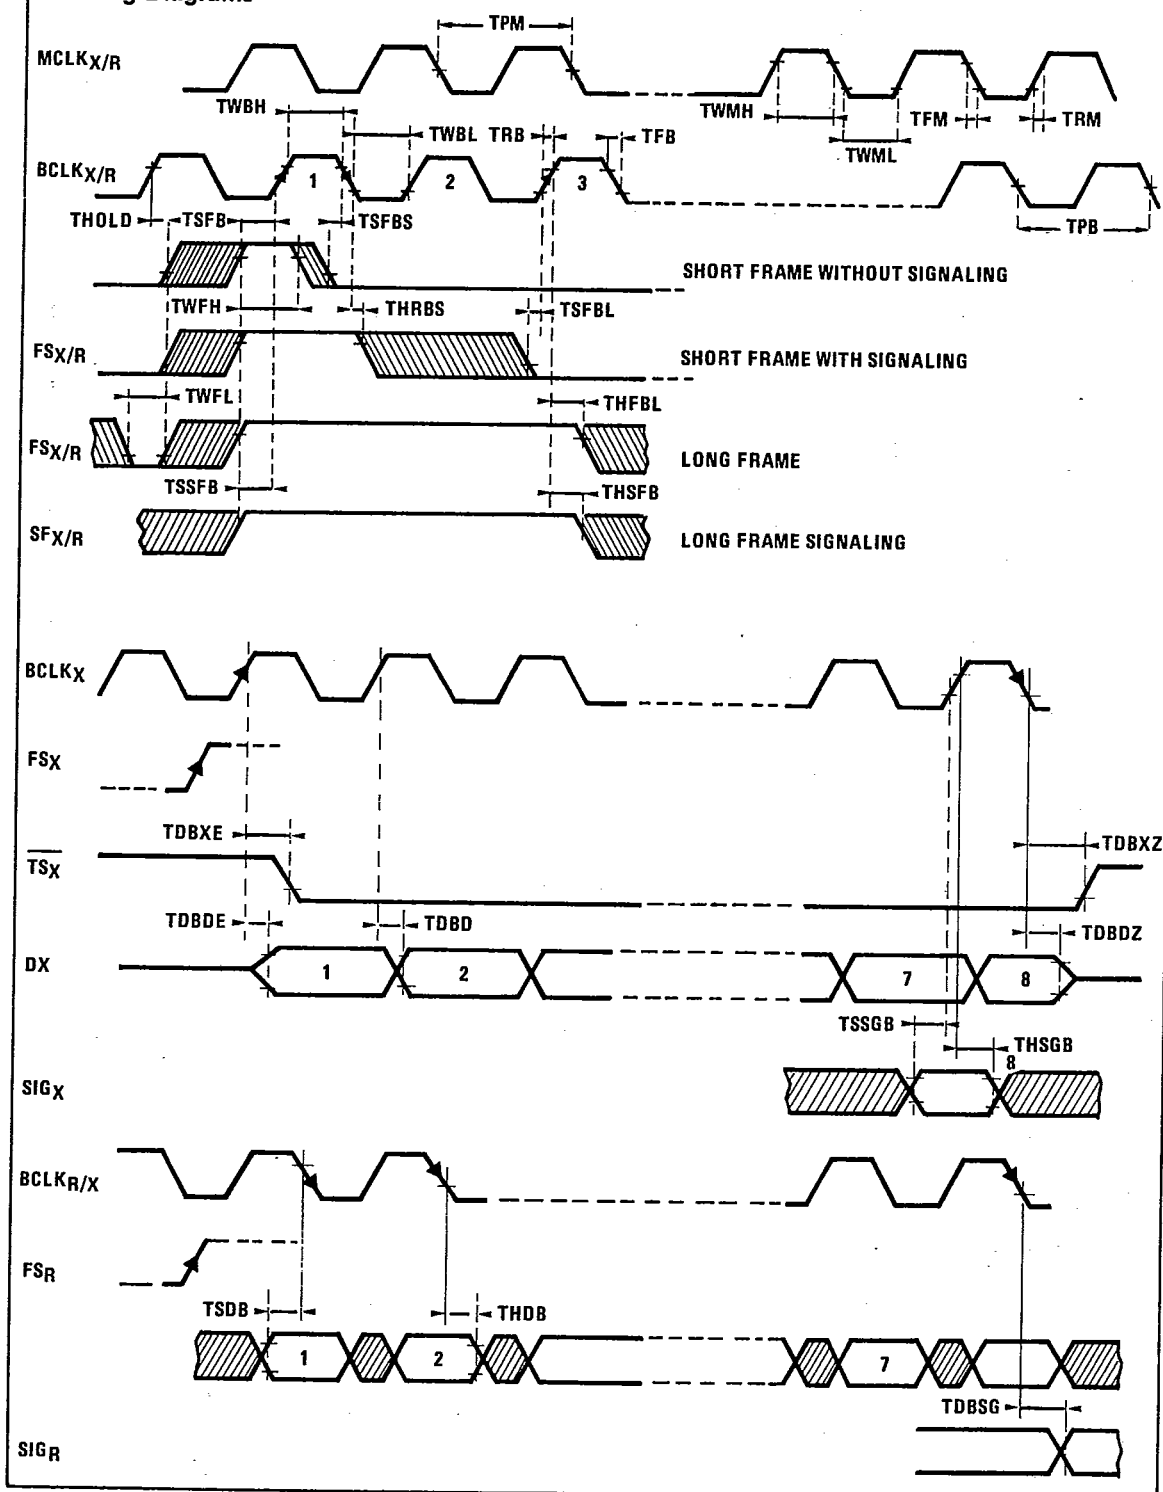 TPM
MCLKX/R
TWBH
TWMH
TFM
TRM
TWBL
TRB
TFB
TWML
BCLKX/R
1
2
3
THOLD
TSFB
TSFBS
TPB
SHORT FRAME WITHOUT SIGNALING
TWFH
THRBS
TSFBL
FSX/R
SHORT FRAME WITH SIGNALING
TWFL
THFBL
FSX/R
LONG FRAME
TSSFB
THSFB
SFX/R
LONG FRAME SIGNALING
BCLKX
FSX
TDBXE
TDBXZ
TSX
TDBDE
TDBD
TDBDZ
DX
1
2
7
8
TSSGB
THSGB
8
SIGX
BCLKR/X
FSR
TSDB
THDB
1
2
7
TDBSG
SIGR